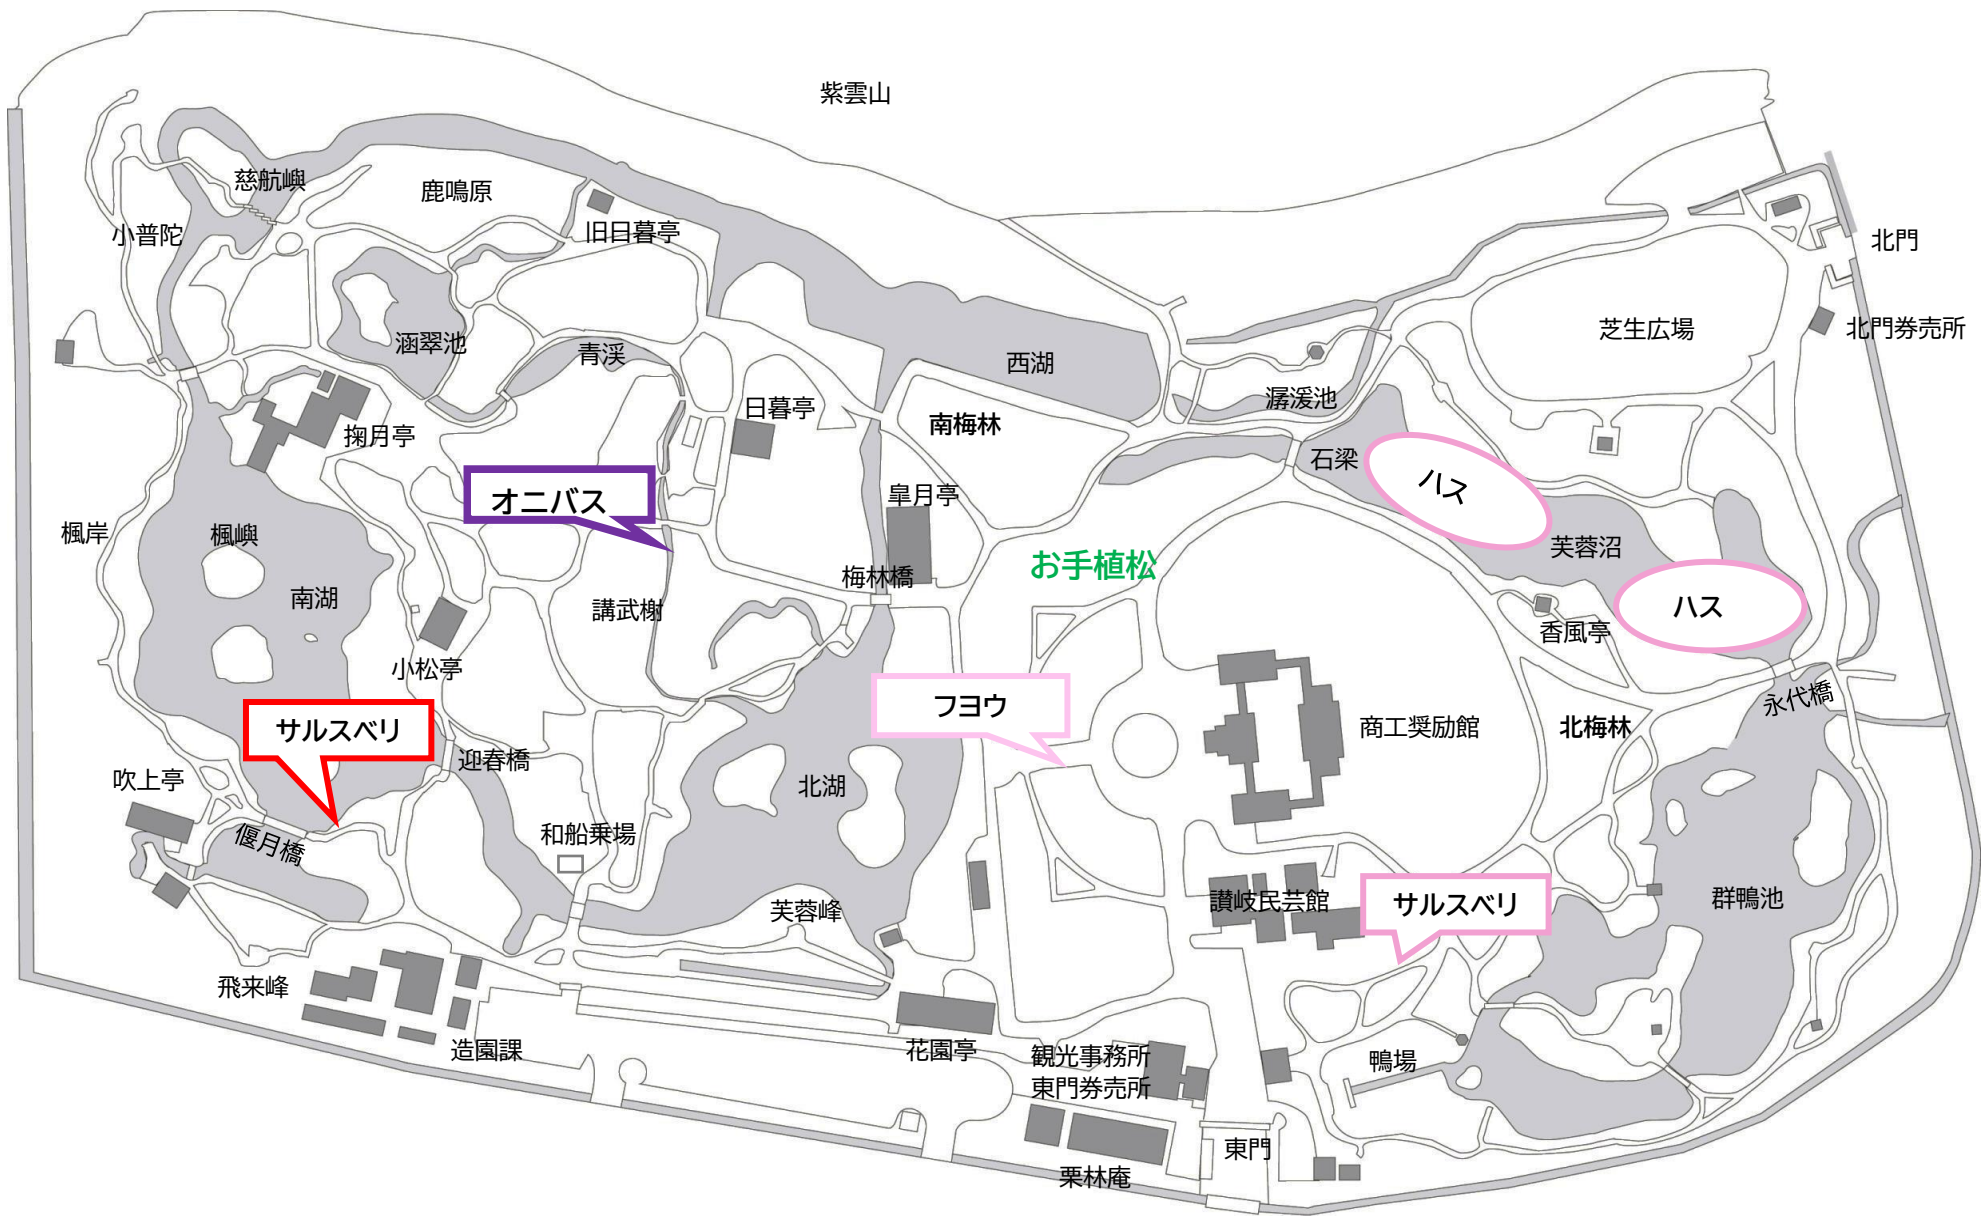 紫雲山
慈航嶼
鹿鳴原
小普陀
旧日暮亭
北門
涵翠池
青渓
西湖
芝生広場
北門券売所
潺湲池
掬月亭
日暮亭
南梅林
石梁
ハス
オニバス
皐月亭
楓岸
楓嶼
芙蓉沼
お手植松
梅林橋
南湖
講武榭
ハス
香風亭
小松亭
永代橋
フヨウ
サルスベリ
商工奨励館
北梅林
迎春橋
吹上亭
北湖
偃月橋
和船乗場
讃岐民芸館
サルスベリ
群鴨池
芙蓉峰
飛来峰
造園課
花園亭
観光事務所
東門券売所
鴨場
東門
栗林庵